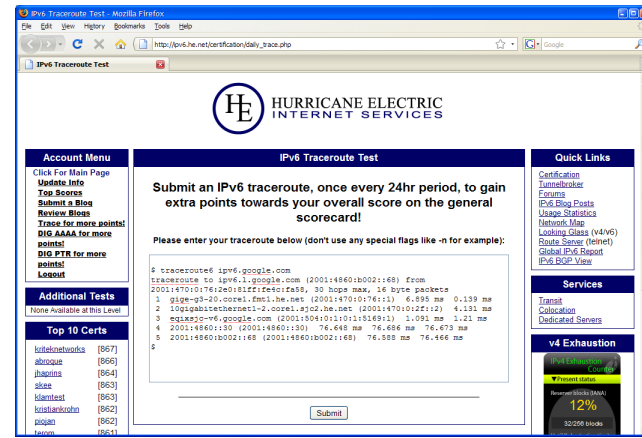 IPv6 Traceroute Test - Mozilla Firefox
File Edit View History Bookmarks Tools Help
http://ipv6.he.net/certification/daily_trace.php
Google
IPv6 Traceroute Test
HE
HURRICANE ELECTRIC
INTERNET SERVICES
Account Menu
Click For Main Page
Update Info
Top Scores
Submit a Blog
Review Blogs
Trace for more points!
DIG AAAA for more
points!
DIG PTR for more
points!
Logout
Additional Tests
None Available at this Level
Top 10 Certs
kriteknetworks [867]
abroque [866]
jhaprins [864]
skee [863]
klamtest [863]
kristiankrohn [862]
piojan [862]
terom [861]
IPv6 Traceroute Test
Submit an IPv6 traceroute, once every 24hr period, to gain
extra points towards your overall score on the general
scorecard!
Please enter your traceroute below (don't use any special flags like -n for example):
$ traceroute6 ipv6.google.com
traceroute to ipv6.l.google.com (2001:4860:b002::68) from
2001:470:0:76:2e0:81ff:fe4c:fa58, 30 hops max, 16 byte packets
1 gige-g3-20.core1.fmt1.he.net (2001:470:0:76::1) 6.895 ms 0.139 ms
2 10gigabitethernet1-2.core1.sjc2.he.net (2001:470:0:2f::2) 4.131 ms
3 eqixsjc-v6.google.com (2001:504:0:1:0:1:5169:1) 1.091 ms 1.21 ms
4 2001:4860::30 (2001:4860::30) 76.648 ms 76.686 ms 76.673 ms
5 2001:4860:b002::68 (2001:4860:b002::68) 76.588 ms 76.466 ms
$
Submit
Quick Links
Certification
Tunnelbroker
Forums
IPv6 Blog Posts
Usage Statistics
Network Map
Looking Glass (v4/v6)
Route Server (telnet)
Global IPv6 Report
IPv6 BGP View
Services
Transit
Colocation
Dedicated Servers
v4 Exhaustion
IPv4 Exhaustion
Counter
▼Present status
Reserver blocks (IANA)
12%
32/256 blocks